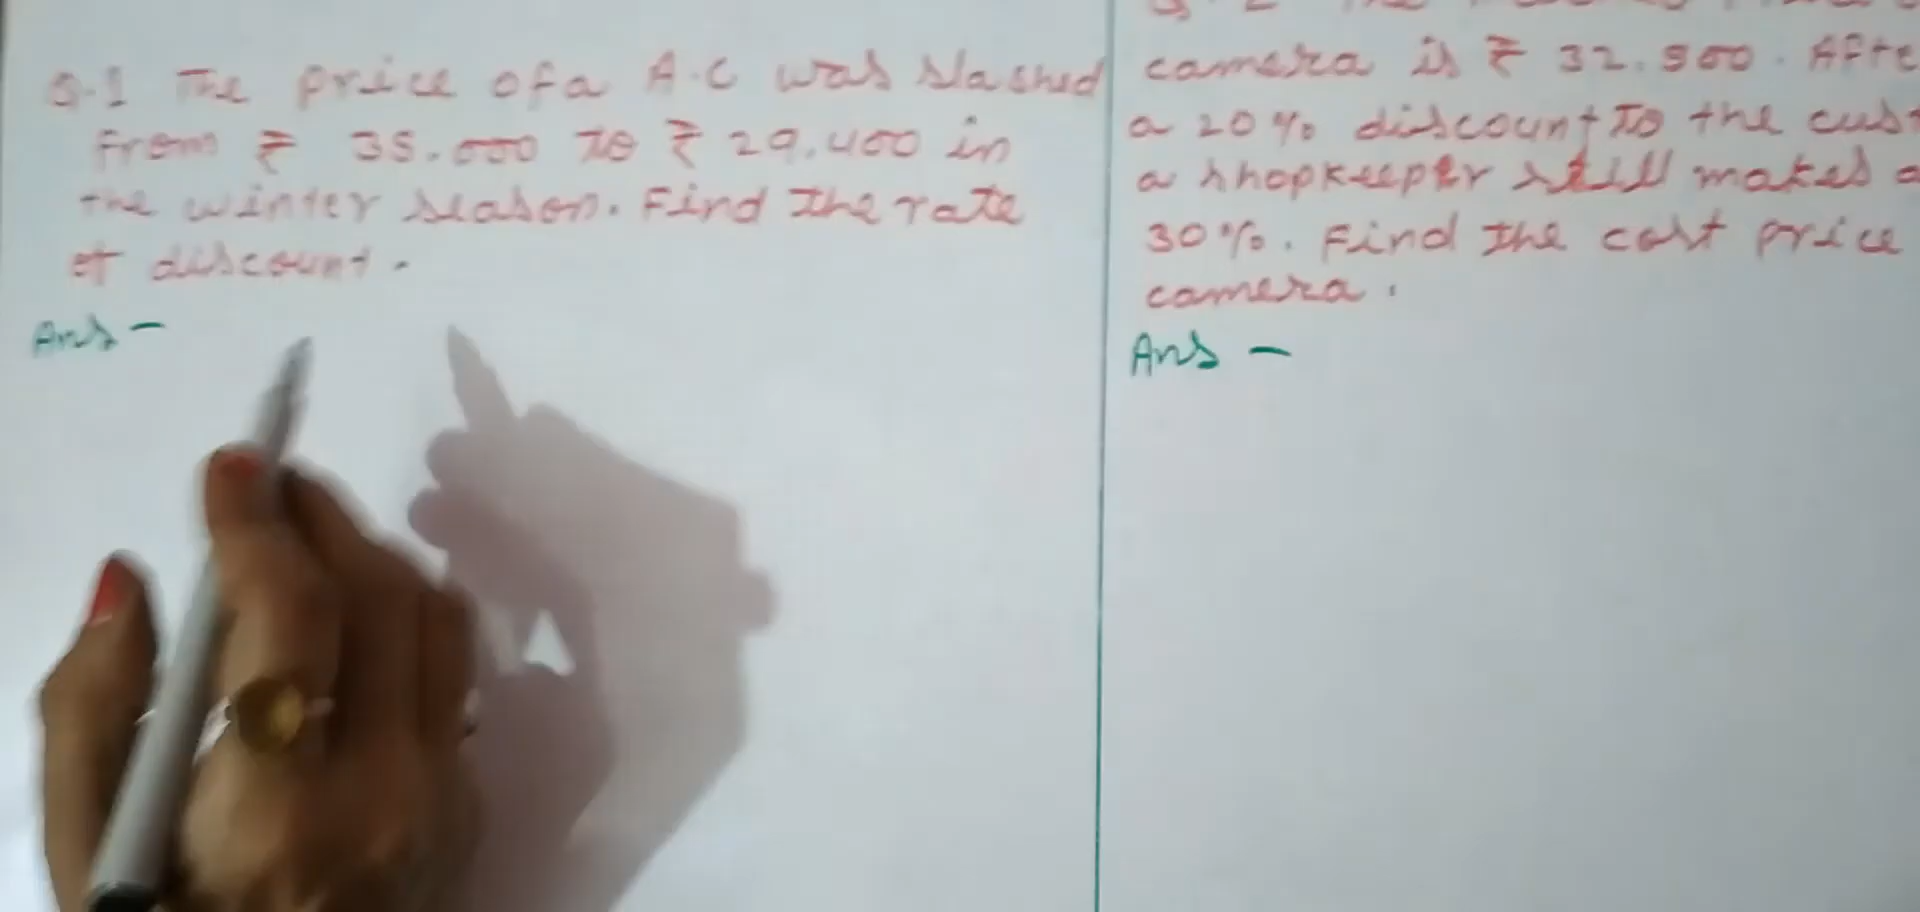 Q.1 The price of a A.C was slashed
From ₹ 35.000 to ₹ 29.400 in
the winter season. Find the rate
of discount.
Ans -
camera is ₹ 32.500. Afte
a 20% discount to the cust
a shopkeeper still makes a
30%. Find the cost price
camera.
Ans -